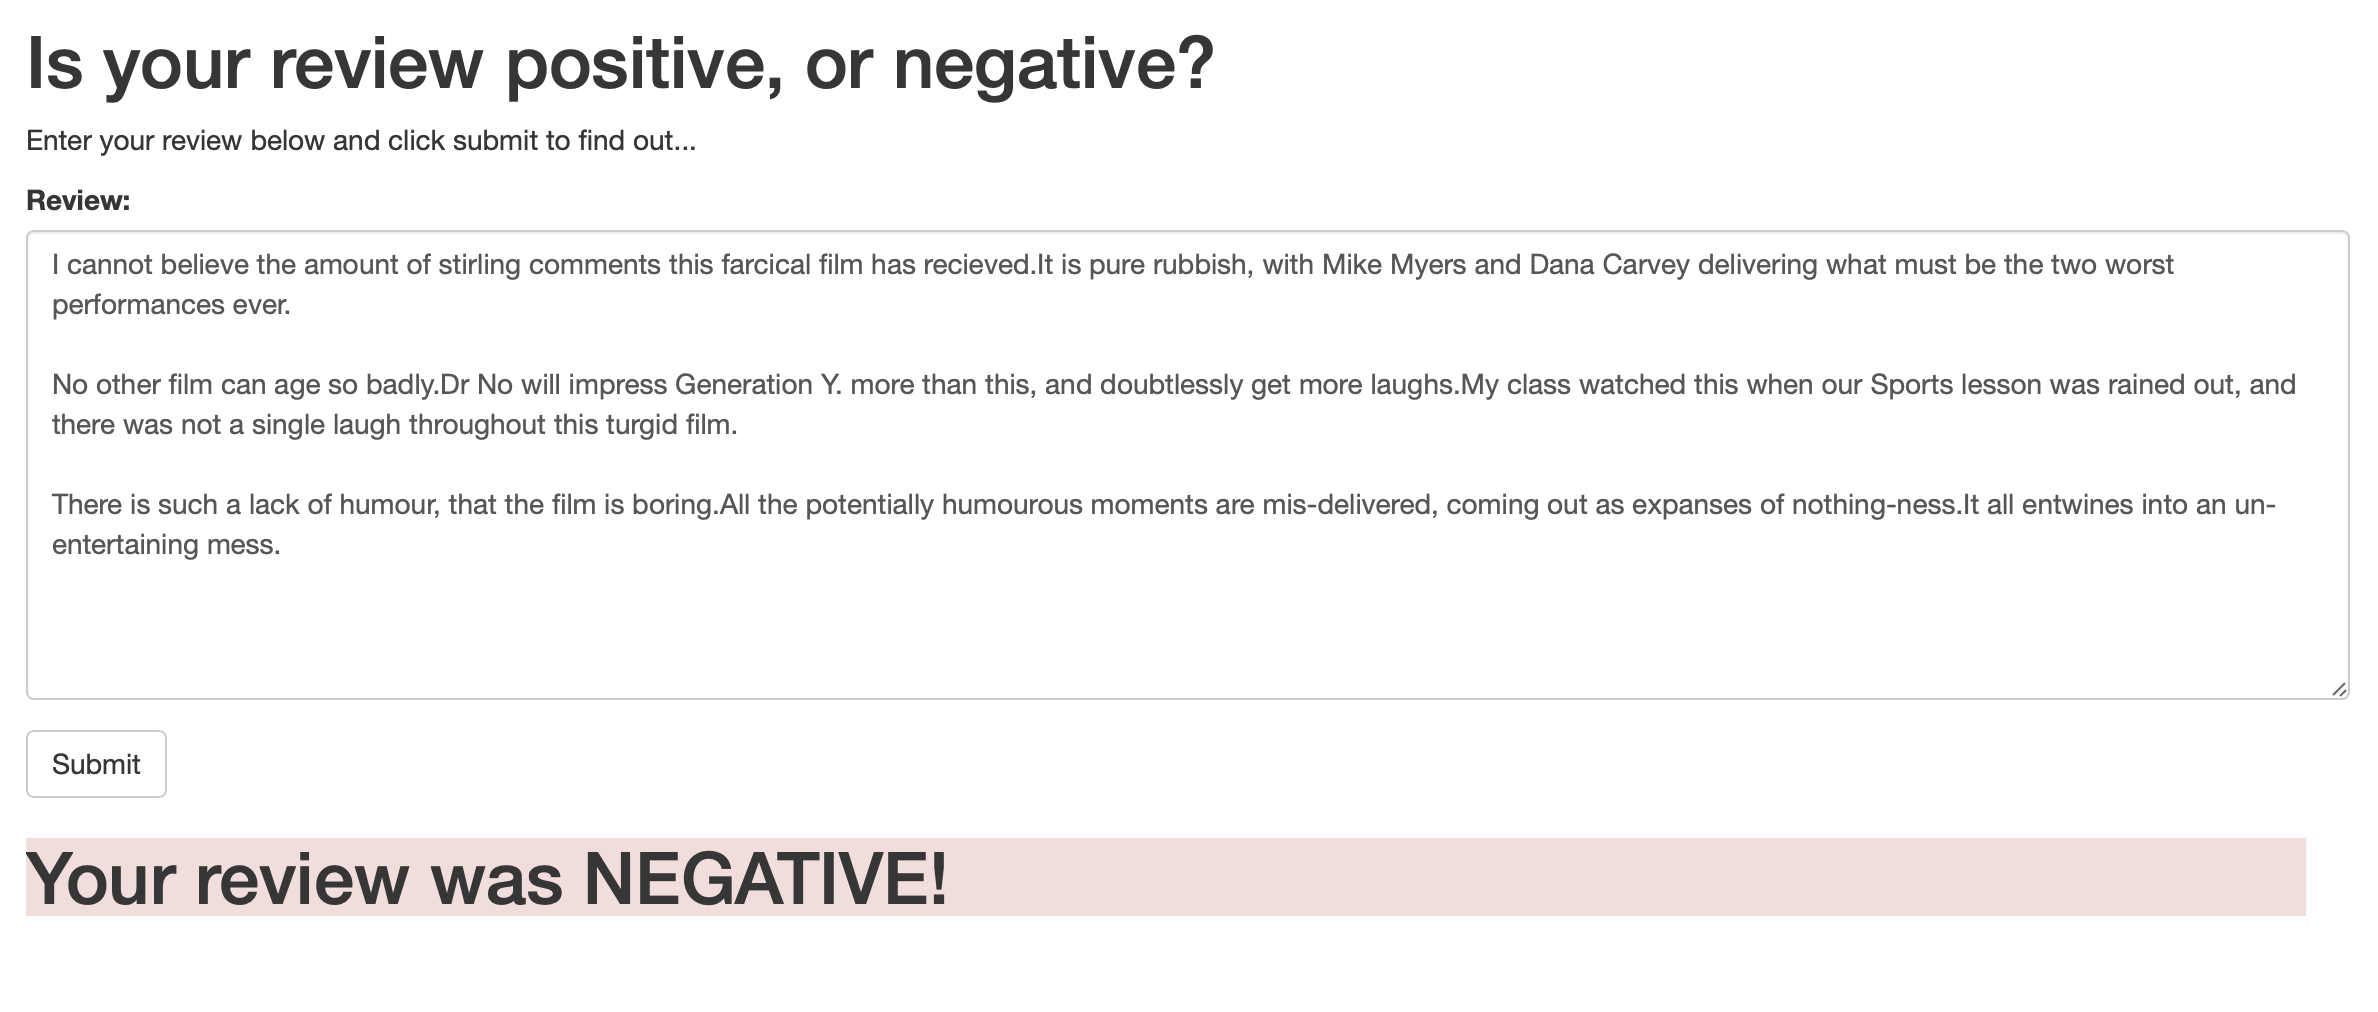 Is your review positive, or negative?
Enter your review below and click submit to find out...
Review:
I cannot believe the amount of stirling comments this farcical film has recieved.It is pure rubbish, with Mike Myers and Dana Carvey delivering what must be the two worst
performances ever.
No other film can age so badly.Dr No will impress Generation Y. more than this, and doubtlessly get more laughs.My class watched this when our Sports lesson was rained out, and
there was not a single laugh throughout this turgid film.
There is such a lack of humour, that the film is boring.All the potentially humourous moments are mis-delivered, coming out as expanses of nothing-ness.It all entwines into an un-
entertaining mess.
Submit
Your review was NEGATIVE!